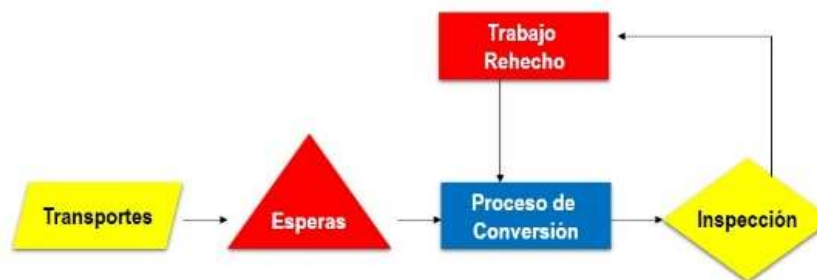 Trabajo
Rehecho
Transportes
Esperas
Proceso de
Conversión
Inspección